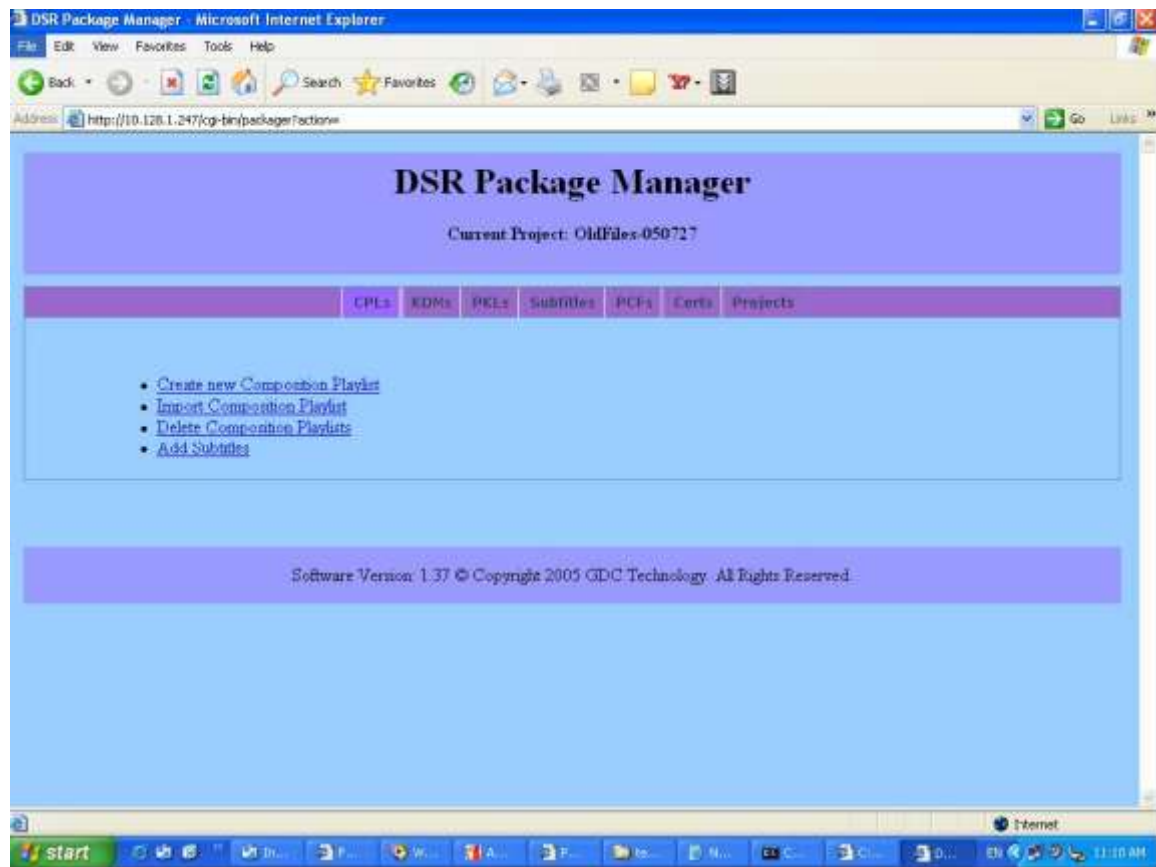 DSR Package Manager - Microsoft Internet Explorer
File Edit View Favorites Tools Help
Back Search Favorites
Address http://10.128.1.247/cgi-bin/packager?action= Go Links »
DSR Package Manager
Current Project: OldFiles-050727
CPLs KDMs PKLs Subtitles PCFs Certs Projects
Create new Composition Playlist
Import Composition Playlist
Delete Composition Playlists
Add Subtitles
Software Version: 1.37 © Copyright 2005 GDC Technology. All Rights Reserved.
Internet
start EN 11:10 AM